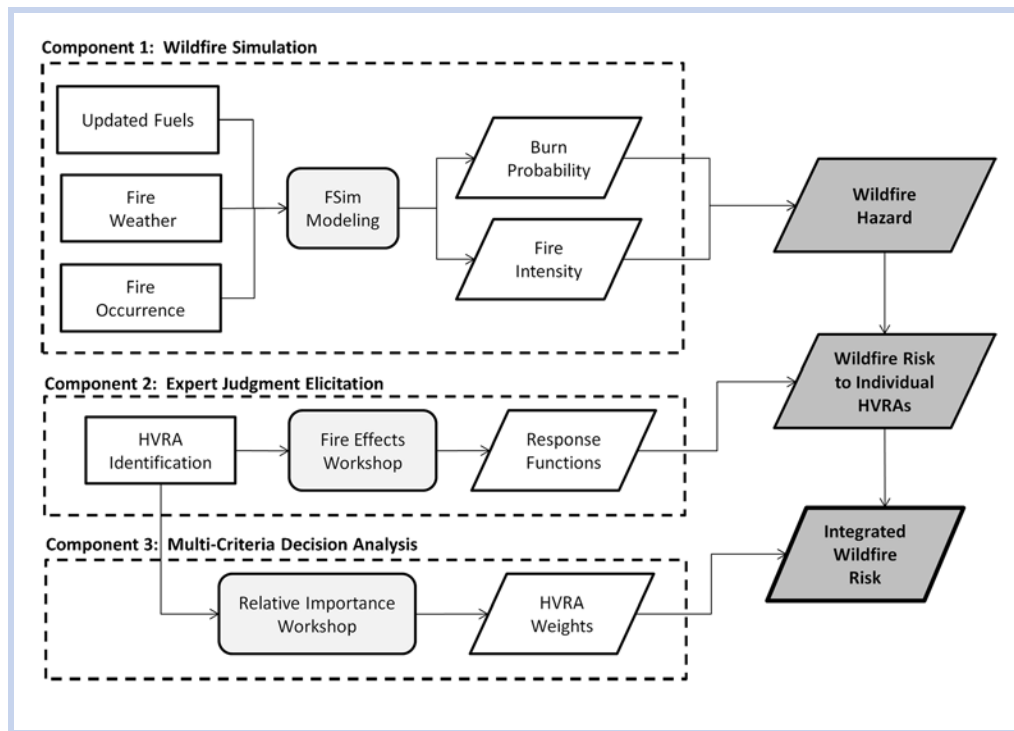 Component 1: Wildfire Simulation
Updated Fuels
Fire
Weather
Fire
Occurrence
FSim
Modeling
Burn
Probability
Fire
Intensity
Wildfire
Hazard
Component 2: Expert Judgment Elicitation
HVRA
Identification
Fire Effects
Workshop
Response
Functions
Wildfire Risk
to Individual
HVRAs
Component 3: Multi-Criteria Decision Analysis
Relative Importance
Workshop
HVRA
Weights
Integrated
Wildfire
Risk